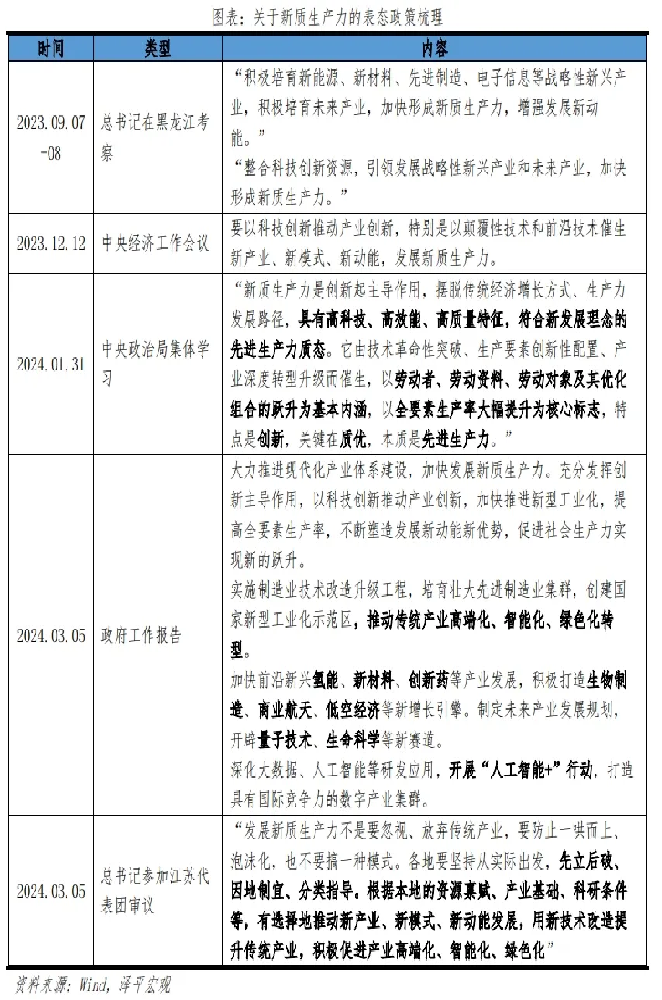 图表：关于新质生产力的表态政策梳理
时间
类型
内容
2023.09.07
-08
总书记在黑龙江考
察
“积极培育新能源、新材料、先进制造、电子信息等战略性新兴产
业，积极培育未来产业，加快形成新质生产力，增强发展新动
能。”
“整合科技创新资源，引领发展战略性新兴产业和未来产业，加快
形成新质生产力。”
2023.12.12
中央经济工作会议
要以科技创新推动产业创新，特别是以颠覆性技术和前沿技术催生
新产业、新模式、新动能，发展新质生产力。
2024.01.31
中央政治局集体学
习
“新质生产力是创新起主导作用，摆脱传统经济增长方式、生产力
发展路径，具有高科技、高效能、高质量特征，符合新发展理念的
先进生产力质态。它由技术革命性突破、生产要素创新性配置、产
业深度转型升级而催生，以劳动者、劳动资料、劳动对象及其优化
组合的跃升为基本内涵，以全要素生产率大幅提升为核心标志，特
点是创新，关键在质优，本质是先进生产力。”
2024.03.05
政府工作报告
大力推进现代化产业体系建设，加快发展新质生产力。充分发挥创
新主导作用，以科技创新推动产业创新，加快推进新型工业化，提
高全要素生产率，不断塑造发展新动能新优势，促进社会生产力实
现新的跃升。
实施制造业技术改造升级工程，培育壮大先进制造业集群，创建国
家新型工业化示范区，推动传统产业高端化、智能化、绿色化转
型。
加快前沿新兴氢能、新材料、创新药等产业发展，积极打造生物制
造、商业航天、低空经济等新增长引擎。制定未来产业发展规划，
开辟量子技术、生命科学等新赛道。
深化大数据、人工智能等研发应用，开展“人工智能+”行动，打造
具有国际竞争力的数字产业集群。
2024.03.05
总书记参加江苏代
表团审议
“发展新质生产力不是要忽视、放弃传统产业，要防止一哄而上、
泡沫化，也不要搞一种模式。各地要坚持从实际出发，先立后破、
因地制宜、分类指导。根据本地的资源禀赋、产业基础、科研条件
等，有选择地推动新产业、新模式、新动能发展，用新技术改造提
升传统产业，积极促进产业高端化、智能化、绿色化”
资料来源：Wind，泽平宏观